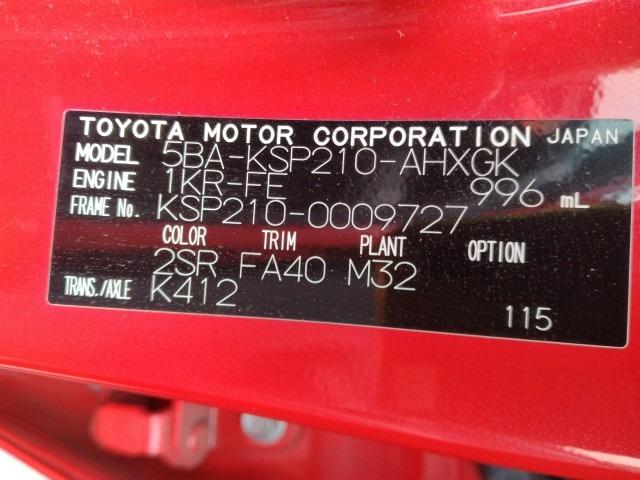 TOYOTA MOTOR CORPORATION JAPAN
MODEL 5BA-KSP210-AHXGK
ENGINE 1KR-FE 996 mL
FRAME No. KSP210-0009727
COLOR TRIM PLANT OPTION
2SR FA40 M32
TRANS./AXLE K412
115